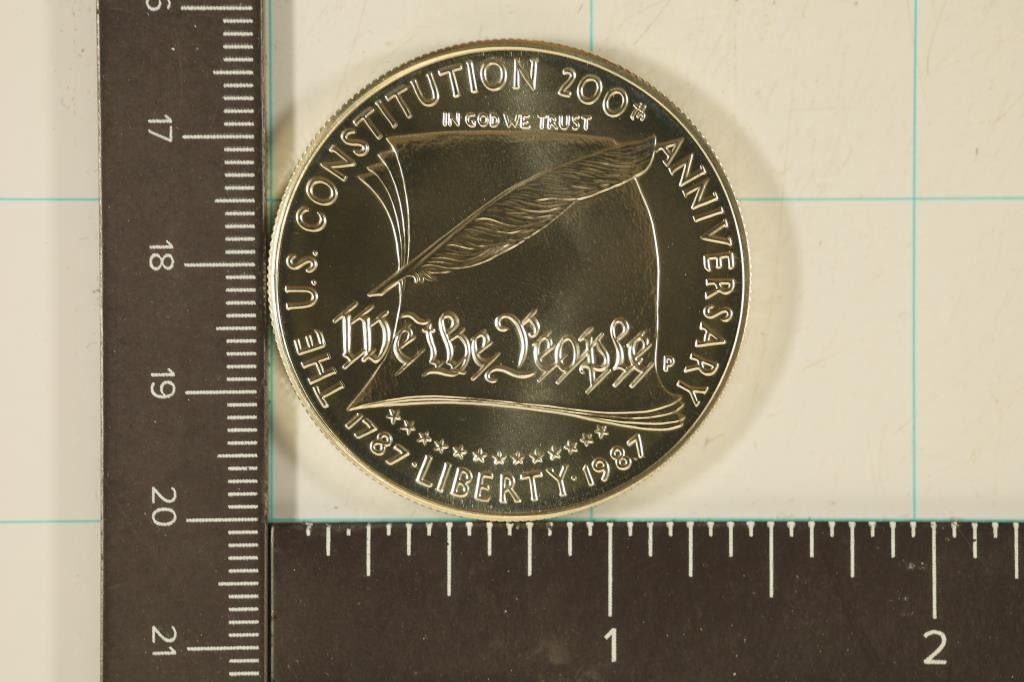 THE U.S. CONSTITUTION 200th ANNIVERSARY
IN GOD WE TRUST
We the People
P
1787 · LIBERTY · 1987
16
17
18
19
20
21
1
2